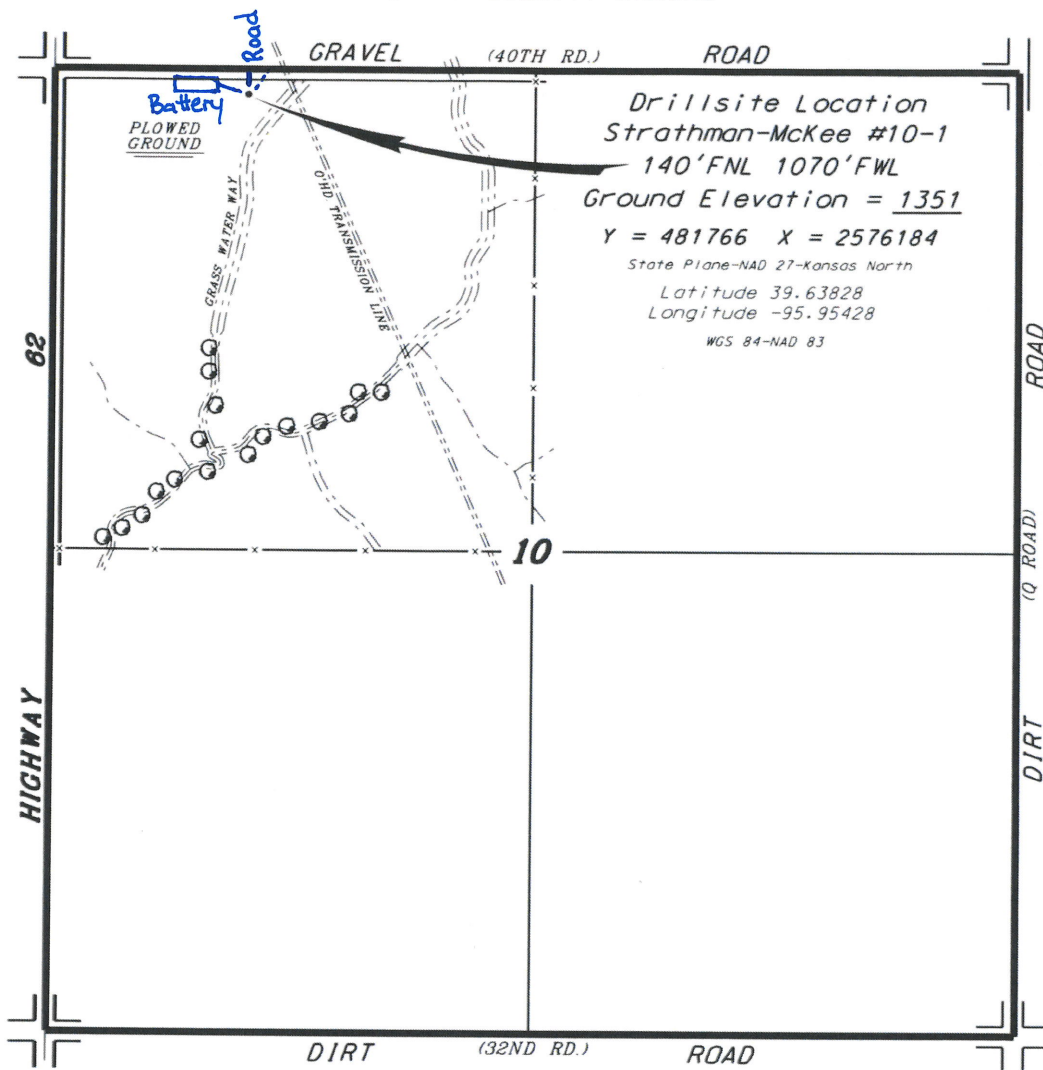 Road
GRAVEL (40TH RD.) ROAD
Battery
PLOWED
GROUND
Drillsite Location
Strathman-McKee #10-1
140'FNL 1070'FWL
Ground Elevation = 1351
Y = 481766 X = 2576184
State Plane-NAD 27-Kansas North
Latitude 39.63828
Longitude -95.95428
WGS 84-NAD 83
GRASS WATER WAY
O'HD TRANSMISSION LINE
62
HIGHWAY
10
ROAD
(Q ROAD)
DIRT
DIRT (32ND RD.) ROAD